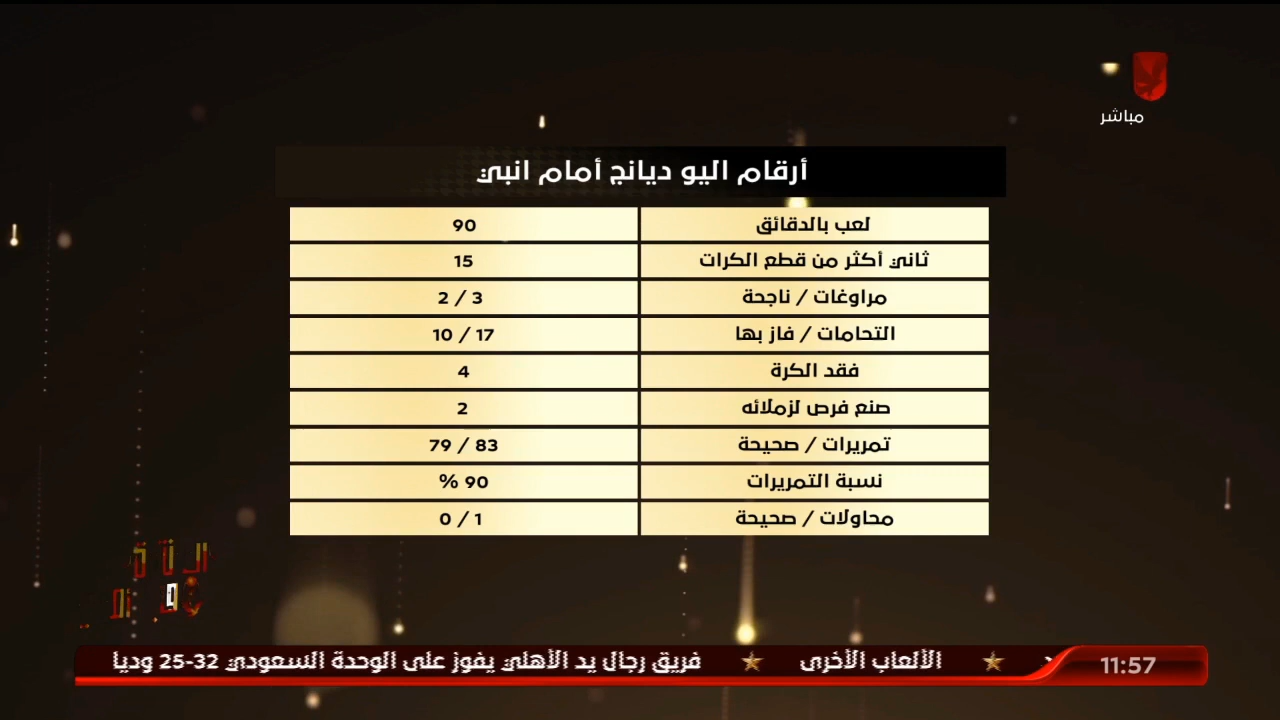 مباشر
أرقام اليو ديانج أمام انبي
لعب بالدقائق 90
ثاني أكثر من قطع الكرات 15
مراوغات / ناجحة 3 / 2
التحامات / فاز بها 17 / 10
فقد الكرة 4
صنع فرص لزملائه 2
تمريرات / صحيحة 83 / 79
نسبة التمريرات 90 %
محاولات / صحيحة 1 / 0
11:57 الألعاب الأخرى فريق رجال يد الأهلي يفوز على الوحدة السعودي 32-25 وديا